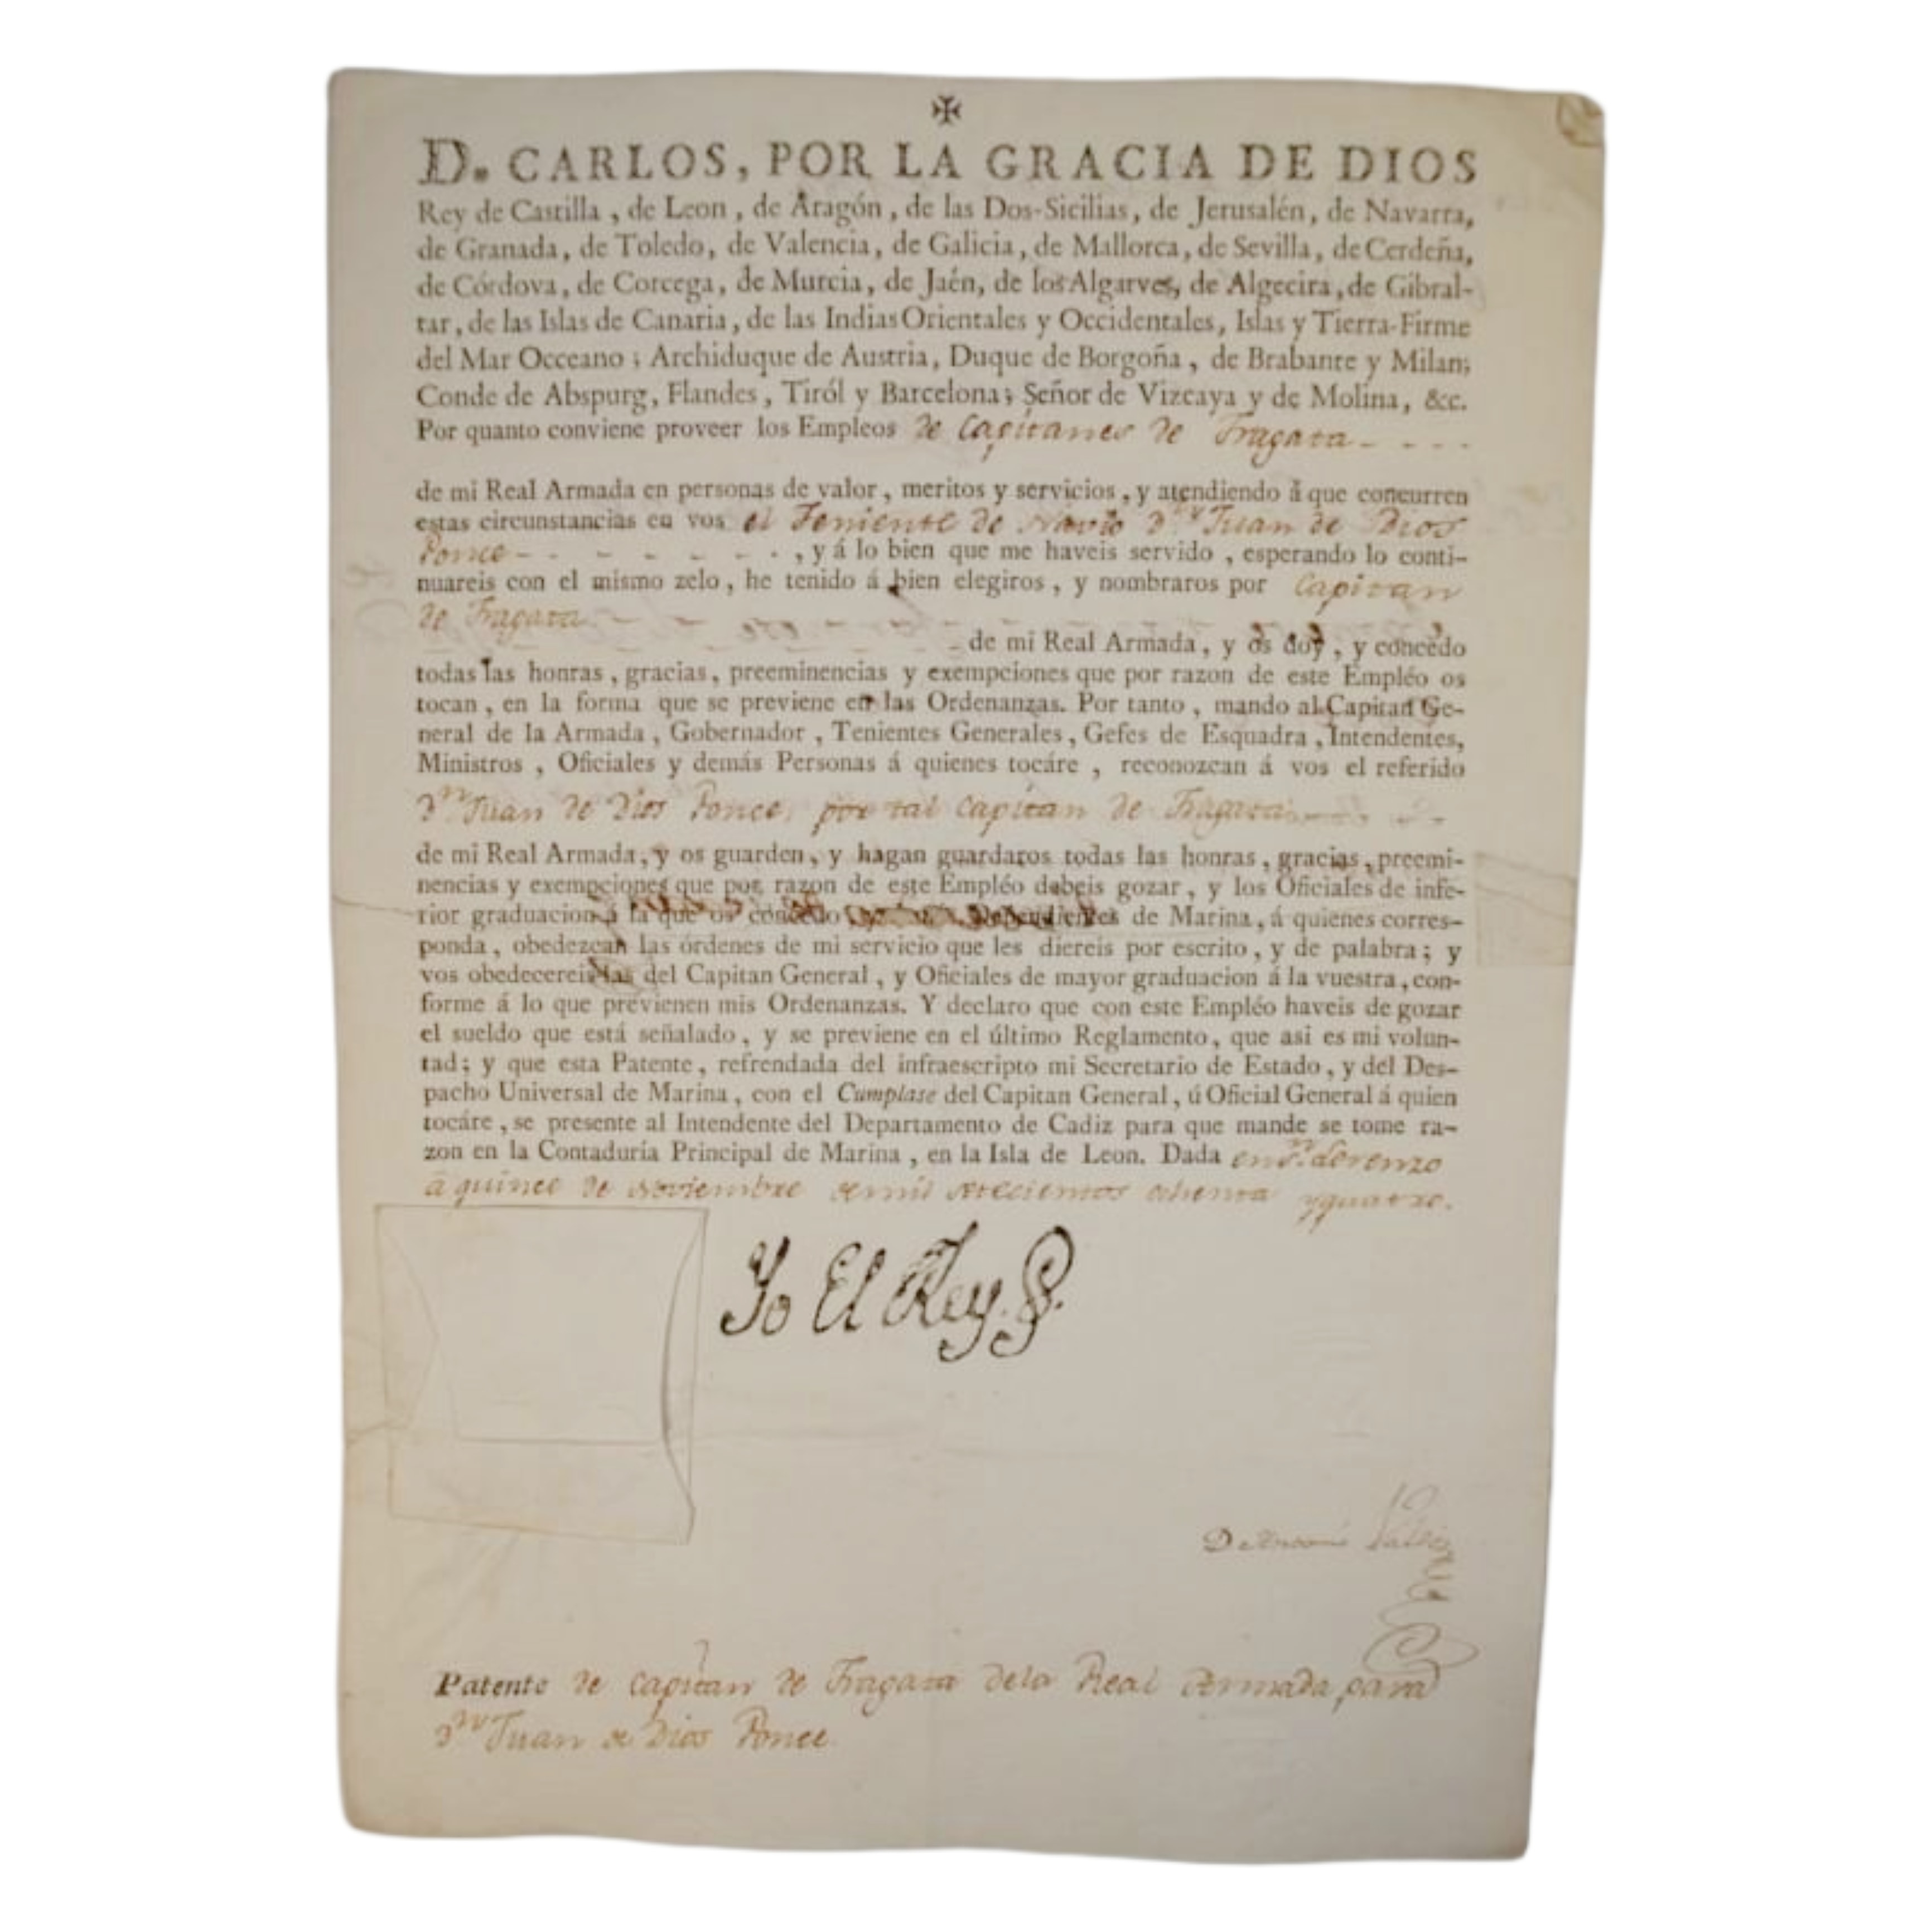 ✠
D.n CARLOS, POR LA GRACIA DE DIOS
Rey de Castilla, de Leon, de Aragón, de las Dos-Sicilias, de Jerusalén, de Navarra,
de Granada, de Toledo, de Valencia, de Galicia, de Mallorca, de Sevilla, de Cerdeña,
de Córdova, de Corcega, de Murcia, de Jaén, de los Algarves, de Algecira, de Gibral-
tar, de las Islas de Canaria, de las Indias Orientales y Occidentales, Islas y Tierra-Firme
del Mar Occeano; Archiduque de Austria, Duque de Borgoña, de Brabante y Milan;
Conde de Abspurg, Flandes, Tiról y Barcelona; Señor de Vizcaya y de Molina, &c.
Por quanto conviene proveer los Empleos de Capitanes de Fragata
de mi Real Armada en personas de valor, meritos y servicios, y atendiendo á que concurren
estas circunstancias en vos el Teniente de Navio D.n Juan de Dios
Ponce, y á lo bien que me haveis servido, esperando lo conti-
nuareis con el mismo zelo, he tenido á bien elegiros, y nombraros por Capitan
de Fragata
de mi Real Armada, y os doy, y concedo
todas las honras, gracias, preeminencias y exempciones que por razon de este Empléo os
tocan, en la forma que se previene en las Ordenanzas. Por tanto, mando al Capitan Ge-
neral de la Armada, Gobernador, Tenientes Generales, Gefes de Esquadra, Intendentes,
Ministros, Oficiales y demás Personas á quienes tocáre, reconozcan á vos el referido
D.n Juan de Dios Ponce, por tal Capitan de Fragata
de mi Real Armada, y os guarden, y hagan guardaros todas las honras, gracias, preemi-
nencias y exempciones que por razon de este Empléo debeis gozar, y los Oficiales de infe-
rior graduacion á la que os concedo Dependientes de Marina, á quienes corres-
ponda, obedezcan las órdenes de mi servicio que les diereis por escrito, y de palabra; y
vos obedecereis las del Capitan General, y Oficiales de mayor graduacion á la vuestra, con-
forme á lo que previenen mis Ordenanzas. Y declaro que con este Empléo haveis de gozar
el sueldo que está señalado, y se previene en el último Reglamento, que asi es mi volun-
tad; y que esta Patente, refrendada del infraescripto mi Secretario de Estado, y del Des-
pacho Universal de Marina, con el Cumplase del Capitan General, ú Oficial General á quien
tocáre, se presente al Intendente del Departamento de Cadiz para que mande se tome ra-
zon en la Contaduría Principal de Marina, en la Isla de Leon. Dada en S.n Lorenzo
a quince de Noviembre de mil setecientos ochenta y quatro.
Yo El Rey.
D Antonio Valdés
Patente de Capitan de Fragata dela Real Armada para
D.n Juan de Dios Ponce